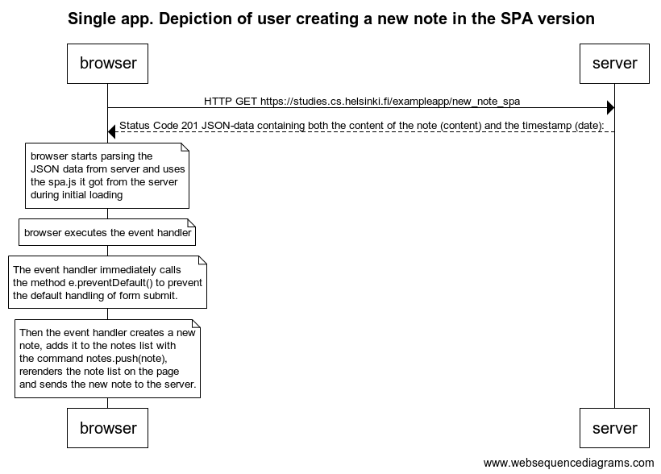 Single app. Depiction of user creating a new note in the SPA version
browser
server
HTTP GET https://studies.cs.helsinki.fi/exampleapp/new_note_spa
Status Code 201 JSON-data containing both the content of the note (content) and the timestamp (date):
browser starts parsing the
JSON data from server and uses
the spa.js it got from the server
during initial loading
browser executes the event handler
The event handler immediately calls
the method e.preventDefault() to prevent
the default handling of form submit.
Then the event handler creates a new
note, adds it to the notes list with
the command notes.push(note),
rerenders the note list on the page
and sends the new note to the server.
browser
server
www.websequencediagrams.com